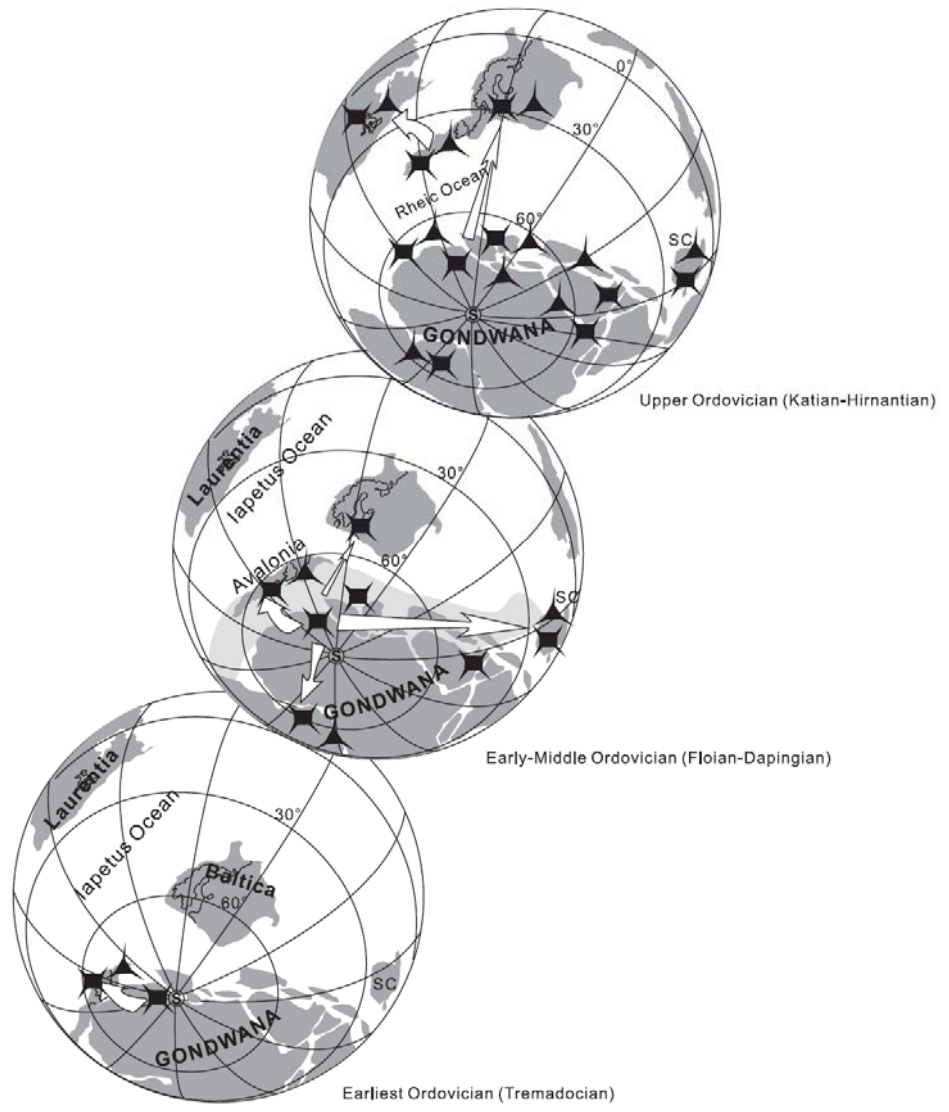 0°
30°
Rheic Ocean
60°
SC
S
GONDWANA
Upper Ordovician (Katian-Hirnantian)
Laurentia
Iapetus Ocean
30°
Avalonia
60°
SC
S
GONDWANA
Early-Middle Ordovician (Floian-Dapingian)
Laurentia
Iapetus Ocean
30°
Baltica
60°
SC
S
GONDWANA
Earliest Ordovician (Tremadocian)